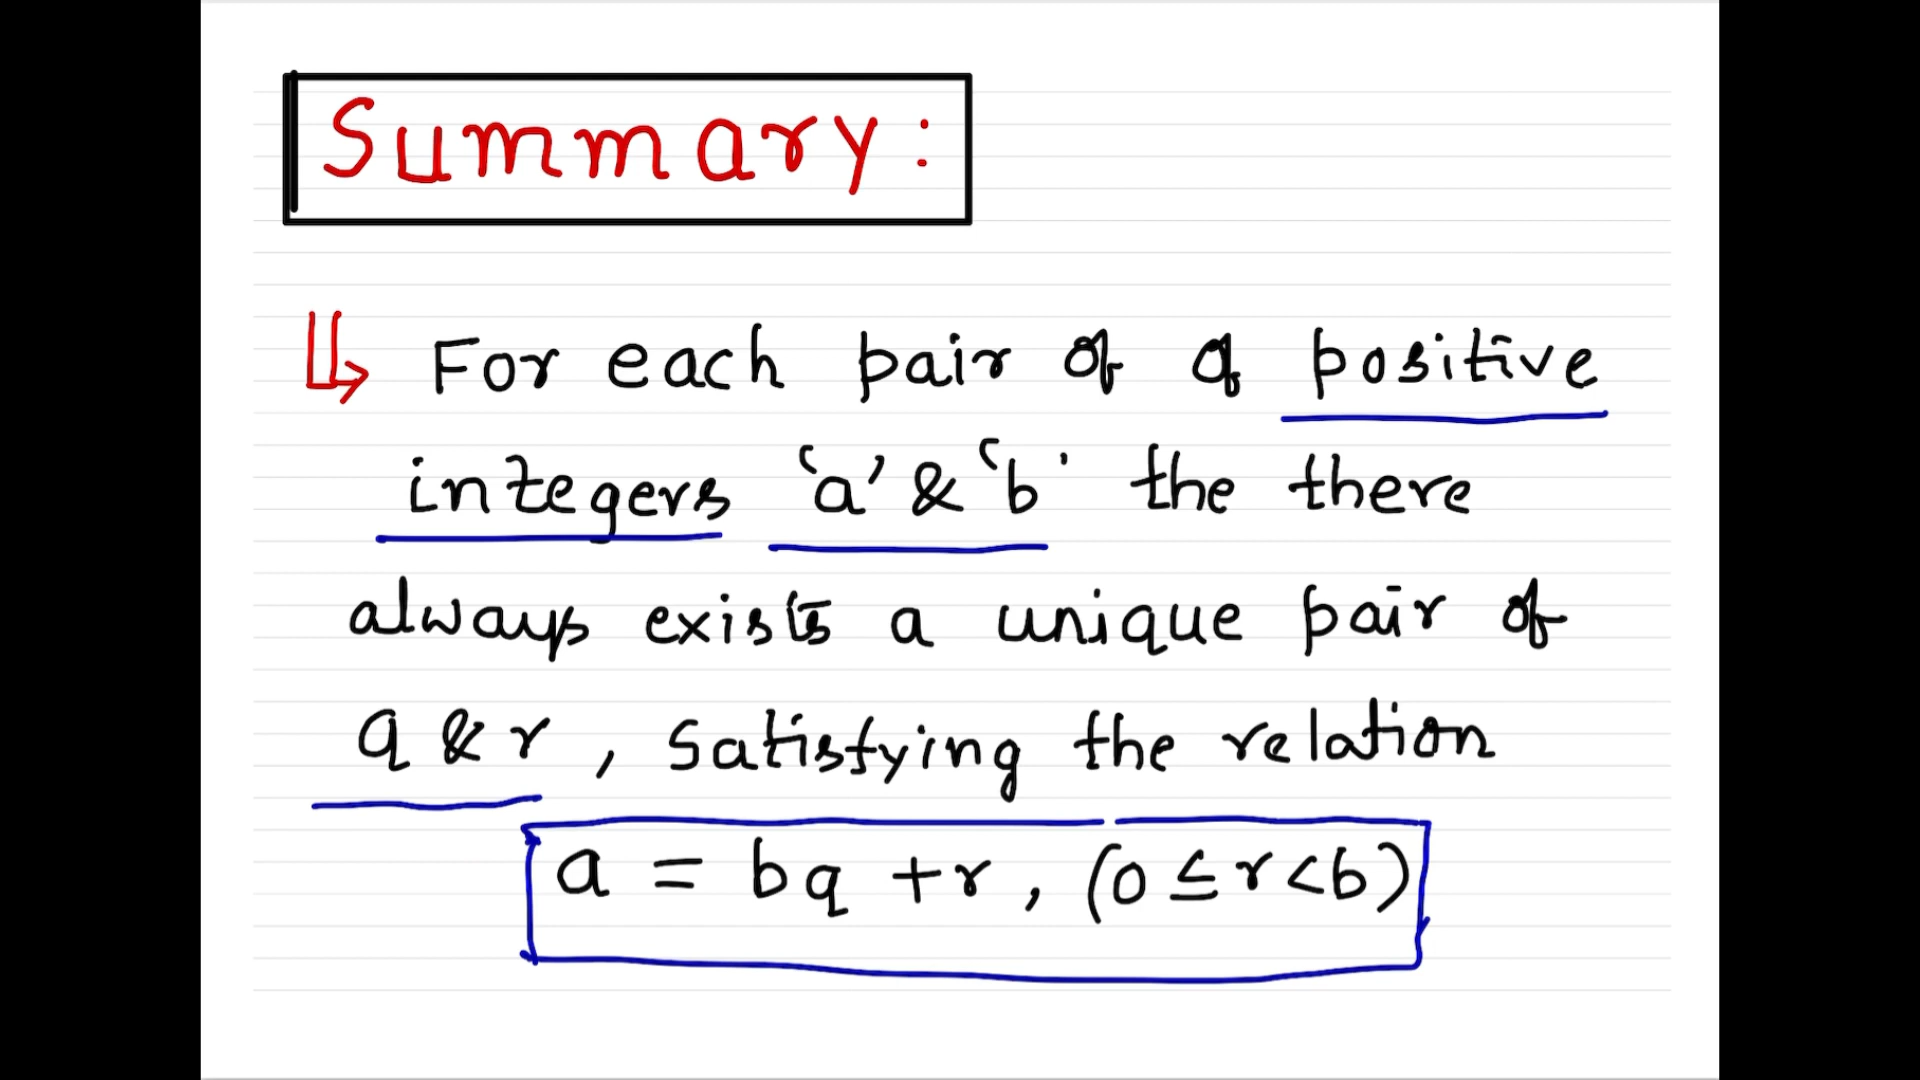 Summary:
For each pair of of positive
integers 'a' & 'b' the there
always exists a unique pair of
q & r, satisfying the relation
a = bq + r, (0 ≤ r < b)